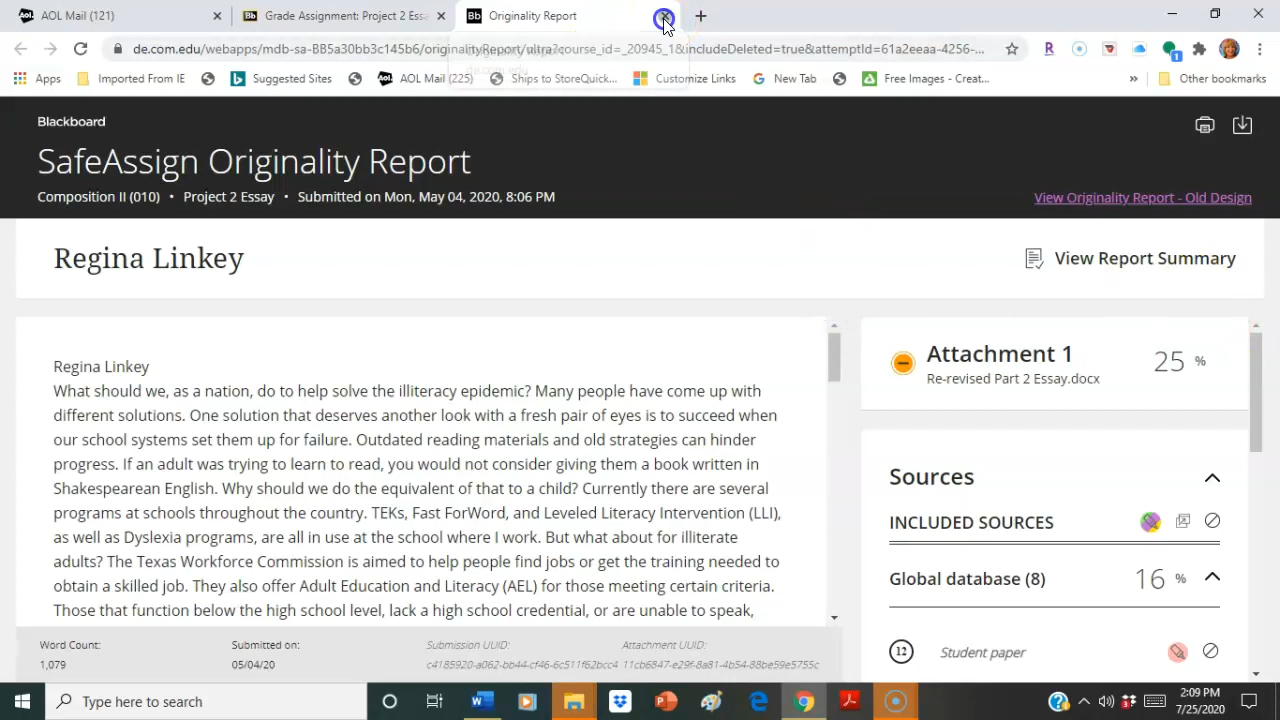 AOL Mail (121)
Grade Assignment: Project 2 Essa
Originality Report
de.com.edu/webapps/mdb-sa-BB5a30bb3c145b6/originalityReport/ultra?course_id=_20945_1&includeDeleted=true&attemptId=61a2eeaa-4256-...
Apps
Imported From IE
Suggested Sites
AOL Mail (225)
Ships to StoreQuick...
Customize Links
New Tab
Free Images - Creat...
»
Other bookmarks
Blackboard
SafeAssign Originality Report
Composition II (010) • Project 2 Essay • Submitted on Mon, May 04, 2020, 8:06 PM
View Originality Report - Old Design
Regina Linkey
View Report Summary
Regina Linkey
What should we, as a nation, do to help solve the illiteracy epidemic? Many people have come up with
different solutions. One solution that deserves another look with a fresh pair of eyes is to succeed when
our school systems set them up for failure. Outdated reading materials and old strategies can hinder
progress. If an adult was trying to learn to read, you would not consider giving them a book written in
Shakespearean English. Why should we do the equivalent of that to a child? Currently there are several
programs at schools throughout the country. TEKs, Fast ForWord, and Leveled Literacy Intervention (LLI),
as well as Dyslexia programs, are all in use at the school where I work. But what about for illiterate
adults? The Texas Workforce Commission is aimed to help people find jobs or get the training needed to
obtain a skilled job. They also offer Adult Education and Literacy (AEL) for those meeting certain criteria.
Those that function below the high school level, lack a high school credential, or are unable to speak,
Attachment 1
25 %
Re-revised Part 2 Essay.docx
Sources
INCLUDED SOURCES
Global database (8)
16 %
12
Student paper
Word Count:
1,079
Submitted on:
05/04/20
Submission UUID:
c4185920-a062-bb44-cf46-6c511f62bcc4
Attachment UUID:
11cb6847-e29f-8a81-4b54-88be59e5755c
Type here to search
2:09 PM
7/25/2020